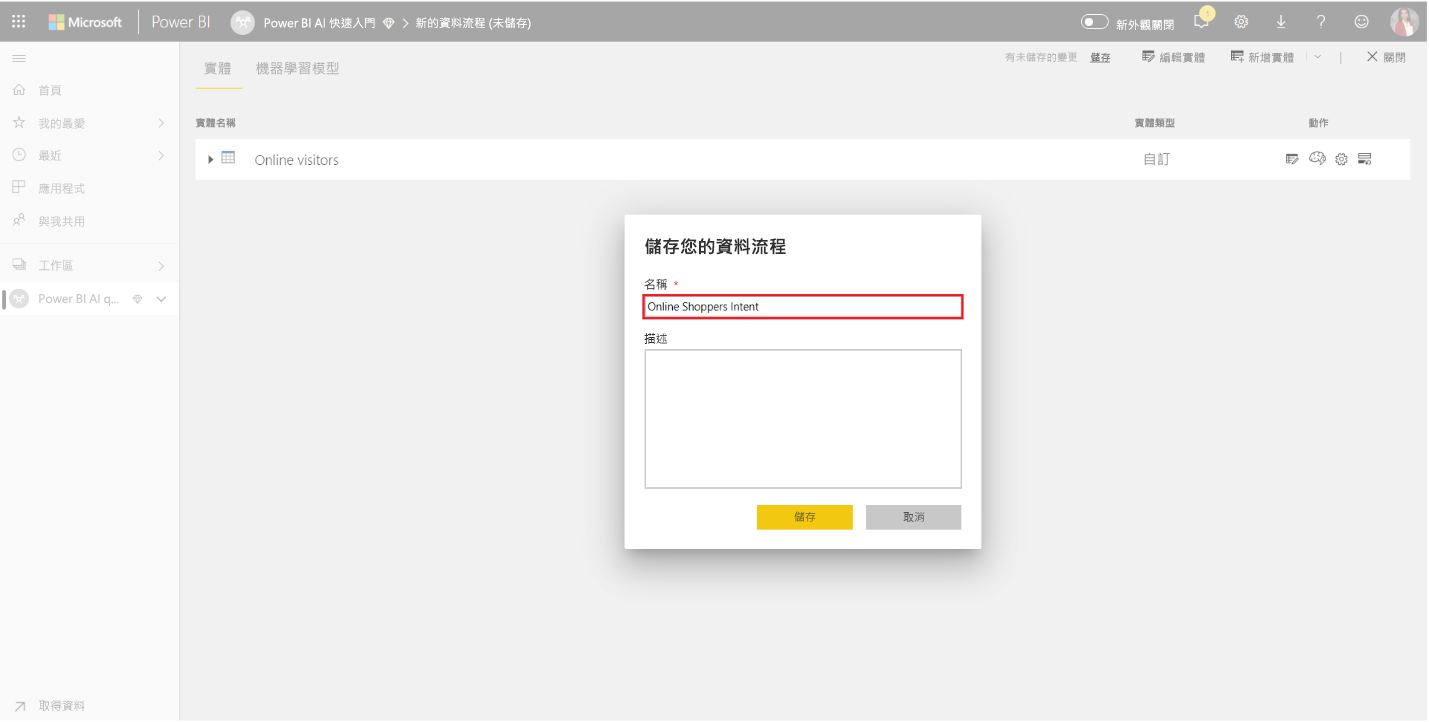 Microsoft Power BI Power BI AI 快速入門 > 新的資料流程 (未儲存) 新外觀關閉 1 ?
有未儲存的變更 儲存 編輯實體 新增實體 關閉
實體 機器學習模型
首頁
我的最愛
最近
應用程式
與我共用
工作區
Power BI AI q...
取得資料
實體名稱 實體類型 動作
Online visitors 自訂
儲存您的資料流程
名稱 *
Online Shoppers Intent
描述
儲存 取消